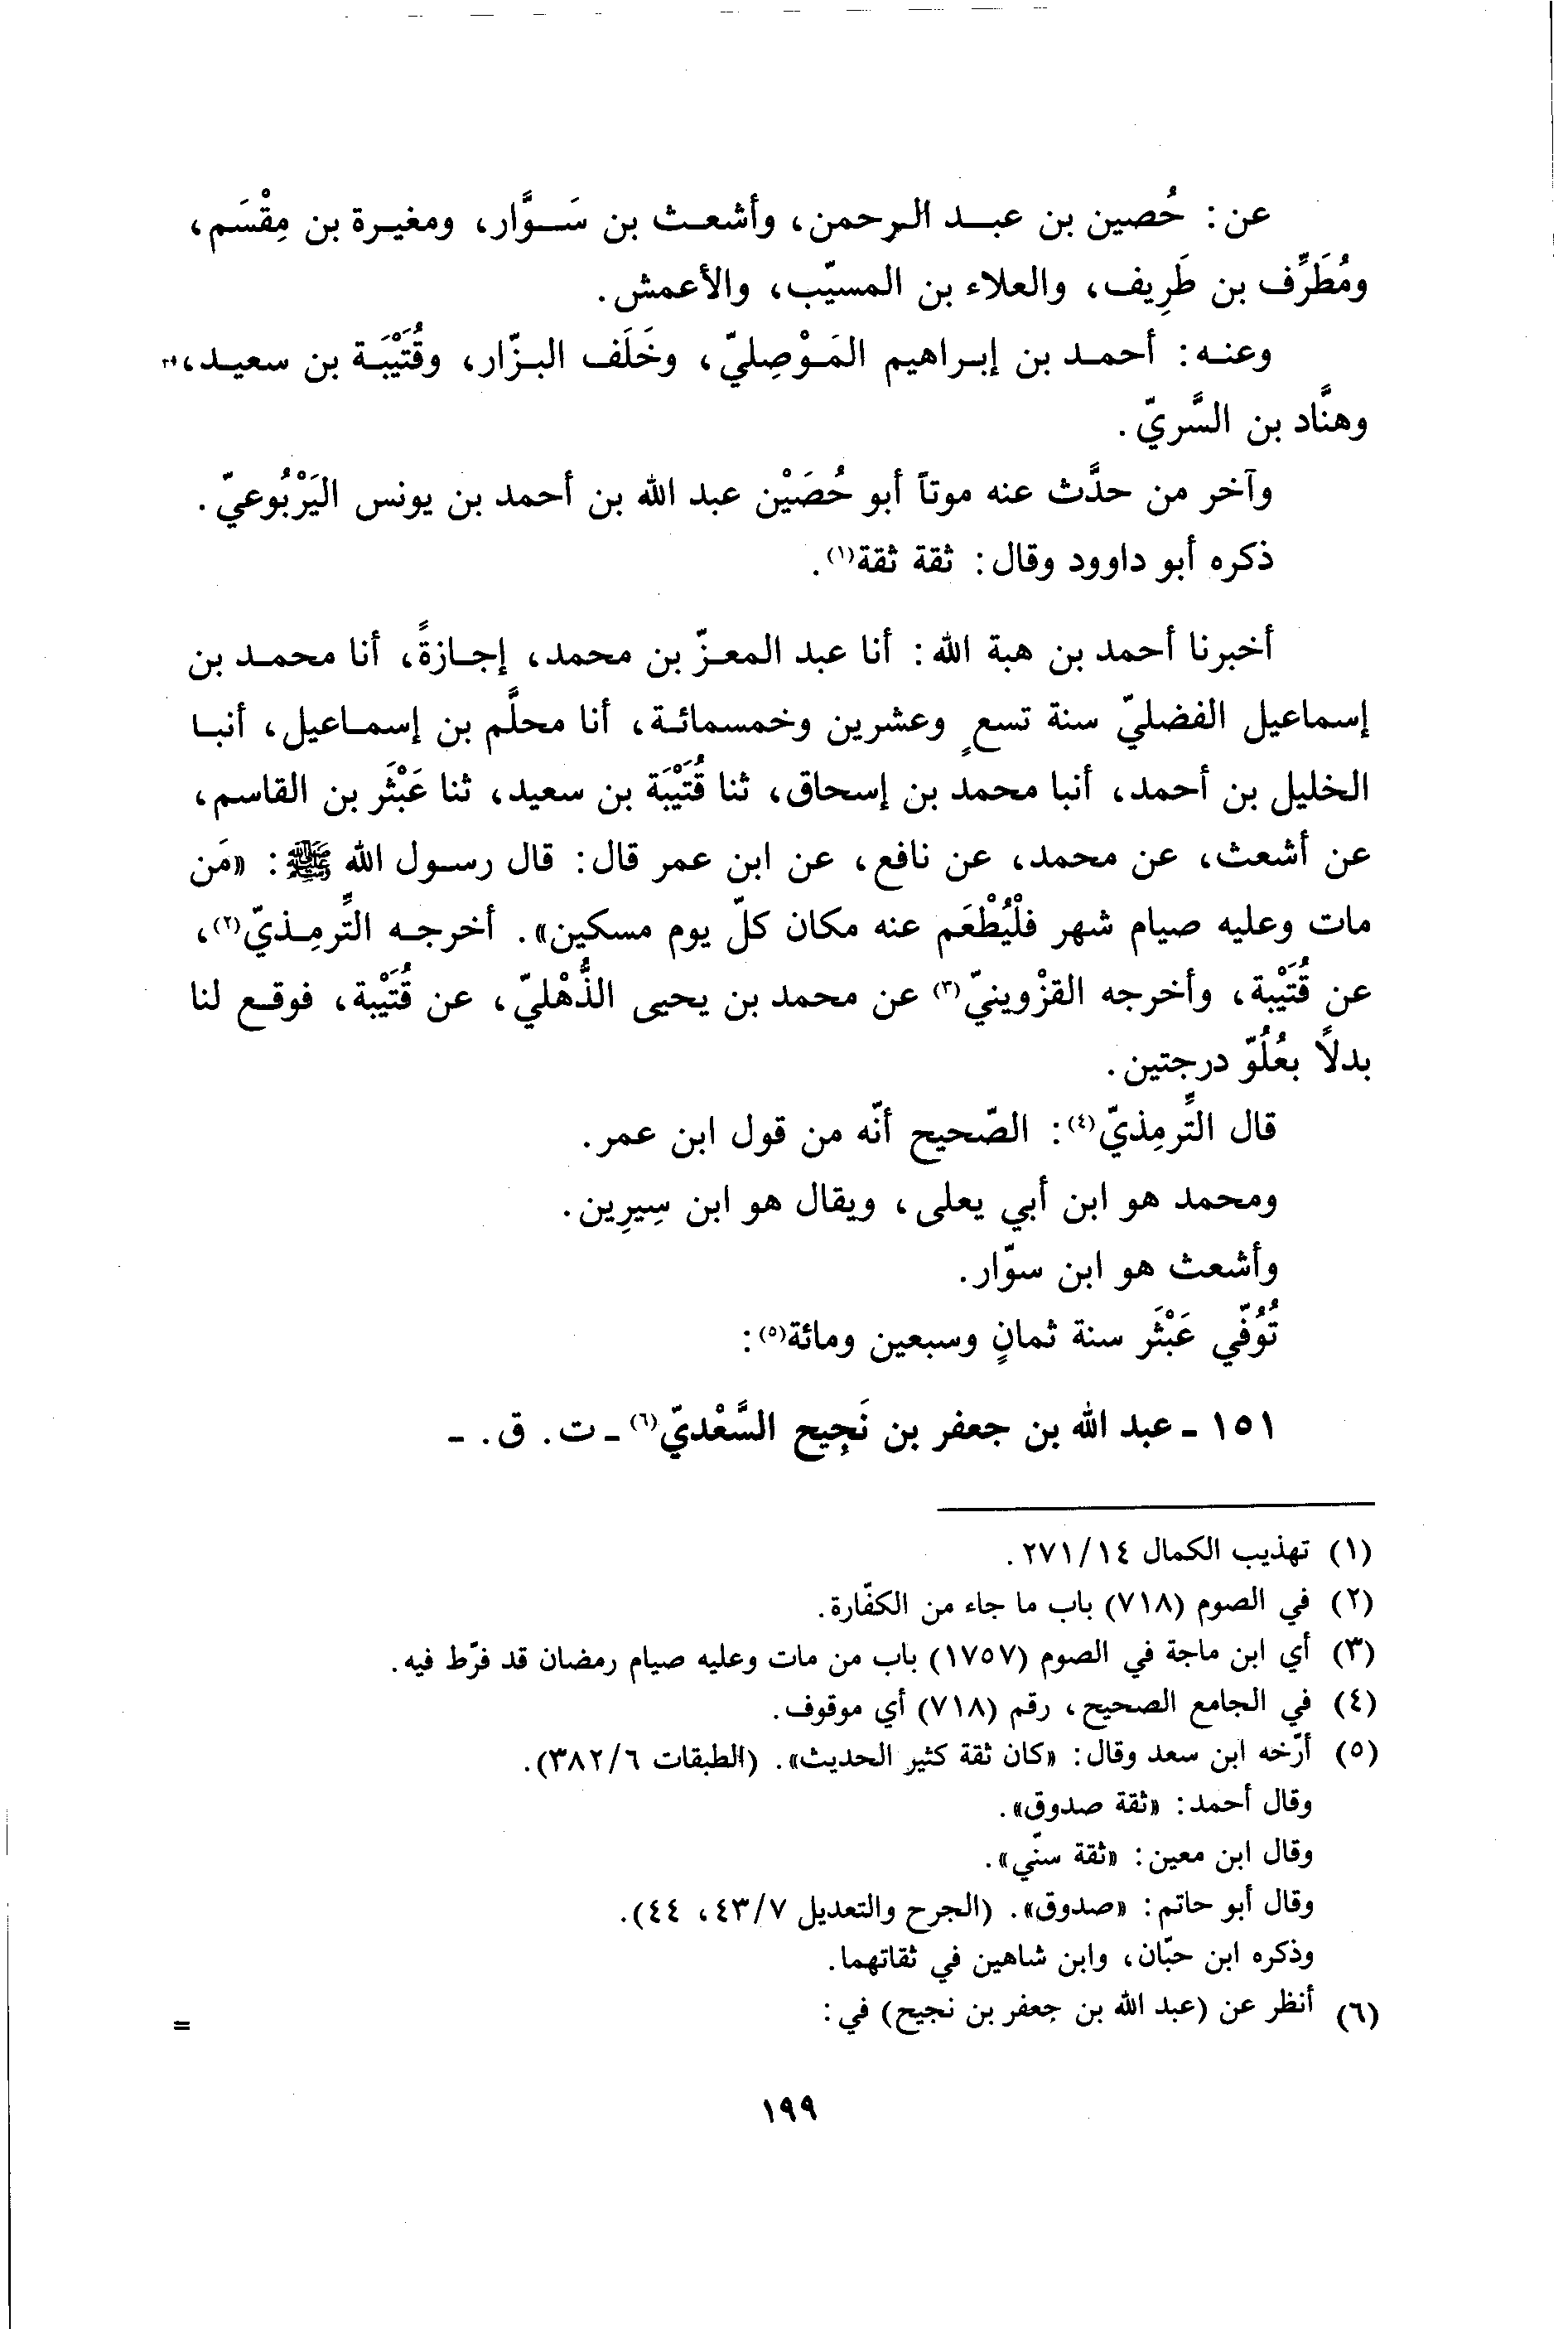 عن: حُصين بن عبد الرحمن، وأشعث بن سَوَّار، ومغيرة بن مِقْسَم،
ومُطَرِّف بن طَرِيف، والعلاء بن المسيّب، والأعمش.
وعنه: أحمد بن إبراهيم المَوْصِليّ، وخَلَف البزّار، وقُتَيْبَة بن سعيد،
وهنَّاد بن السَّريّ.
وآخر من حدَّث عنه موتاً أبو حُصَيْن عبد الله بن أحمد بن يونس اليَرْبُوعيّ.
ذكره أبو داوود وقال: ثقة ثقة(١).
أخبرنا أحمد بن هبة الله: أنا عبد المعزّ بن محمد، إجازةً، أنا محمد بن
إسماعيل الفضليّ سنة تسعٍ وعشرين وخمسمائة، أنا محلَّم بن إسماعيل، أنبا
الخليل بن أحمد، أنبا محمد بن إسحاق، ثنا قُتَيْبَة بن سعيد، ثنا عَبْثَر بن القاسم،
عن أشعث، عن محمد، عن نافع، عن ابن عمر قال: قال رسول الله ﷺ: «مَن
مات وعليه صيام شهر فلْيُطْعَم عنه مكان كلّ يوم مسكين». أخرجه التِّرمِذيّ(٢)،
عن قُتَيْبة، وأخرجه القزْوينيّ(٣) عن محمد بن يحيى الذُّهْليّ، عن قُتَيْبة، فوقع لنا
بدلاً بعُلُوّ درجتين.
قال التِّرمِذيّ(٤): الصّحيح أنّه من قول ابن عمر.
ومحمد هو ابن أبي يعلى، ويقال هو ابن سِيرِين.
وأشعث هو ابن سوّار.
تُوُفّي عَبْثَر سنة ثمانٍ وسبعين ومائة(٥):
١٥١ - عبد الله بن جعفر بن نَجِيح السَّعْديّ(٦) - ت. ق. -
(١) تهذيب الكمال ٢٧١/١٤.
(٢) في الصوم (٧١٨) باب ما جاء من الكفّارة.
(٣) أي ابن ماجة في الصوم (١٧٥٧) باب من مات وعليه صيام رمضان قد فرّط فيه.
(٤) في الجامع الصحيح، رقم (٧١٨) أي موقوف.
(٥) أرّخه ابن سعد وقال: «كان ثقة كثير الحديث». (الطبقات ٣٨٢/٦).
وقال أحمد: «ثقة صدوق».
وقال ابن معين: «ثقة سنّي».
وقال أبو حاتم: «صدوق». (الجرح والتعديل ٤٣/٧، ٤٤).
وذكره ابن حبّان، وابن شاهين في ثقاتهما.
(٦) أنظر عن (عبد الله بن جعفر بن نجيح) في: =
١٩٩